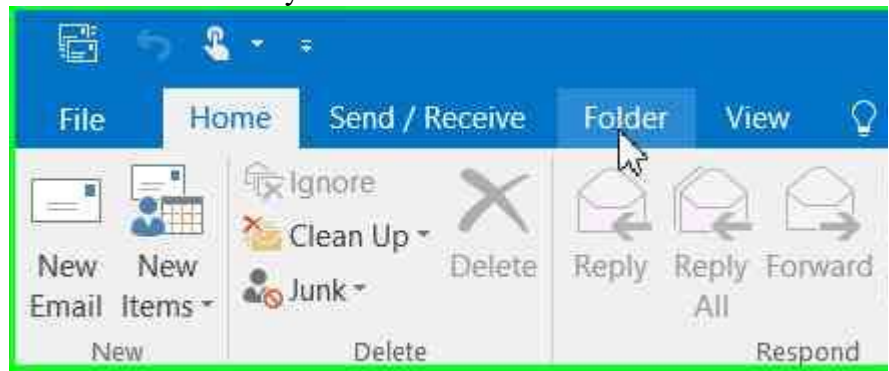 y
File Home Send / Receive Folder View
Ignore
Clean Up
Junk
Delete
New Email
New Items
Reply
Reply All
Forward
New Delete Respond